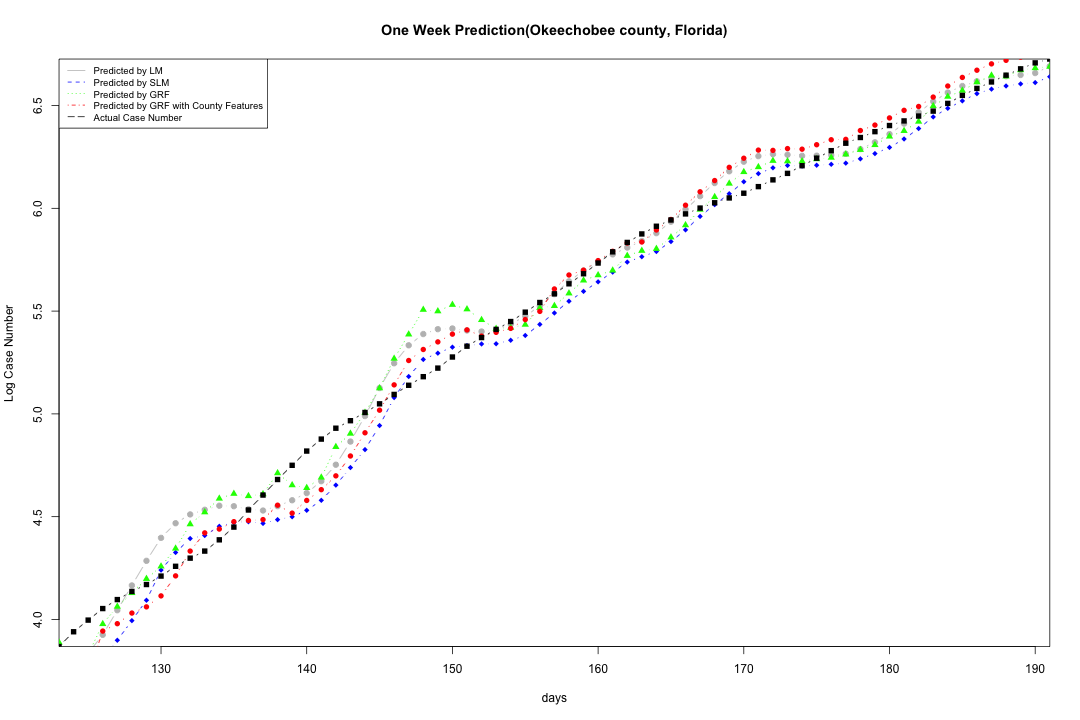 One Week Prediction(Okeechobee county, Florida)
Predicted by LM
Predicted by SLM
Predicted by GRF
Predicted by GRF with County Features
Actual Case Number
Log Case Number
6.5
6.0
5.5
5.0
4.5
4.0
130 140 150 160 170 180 190
days